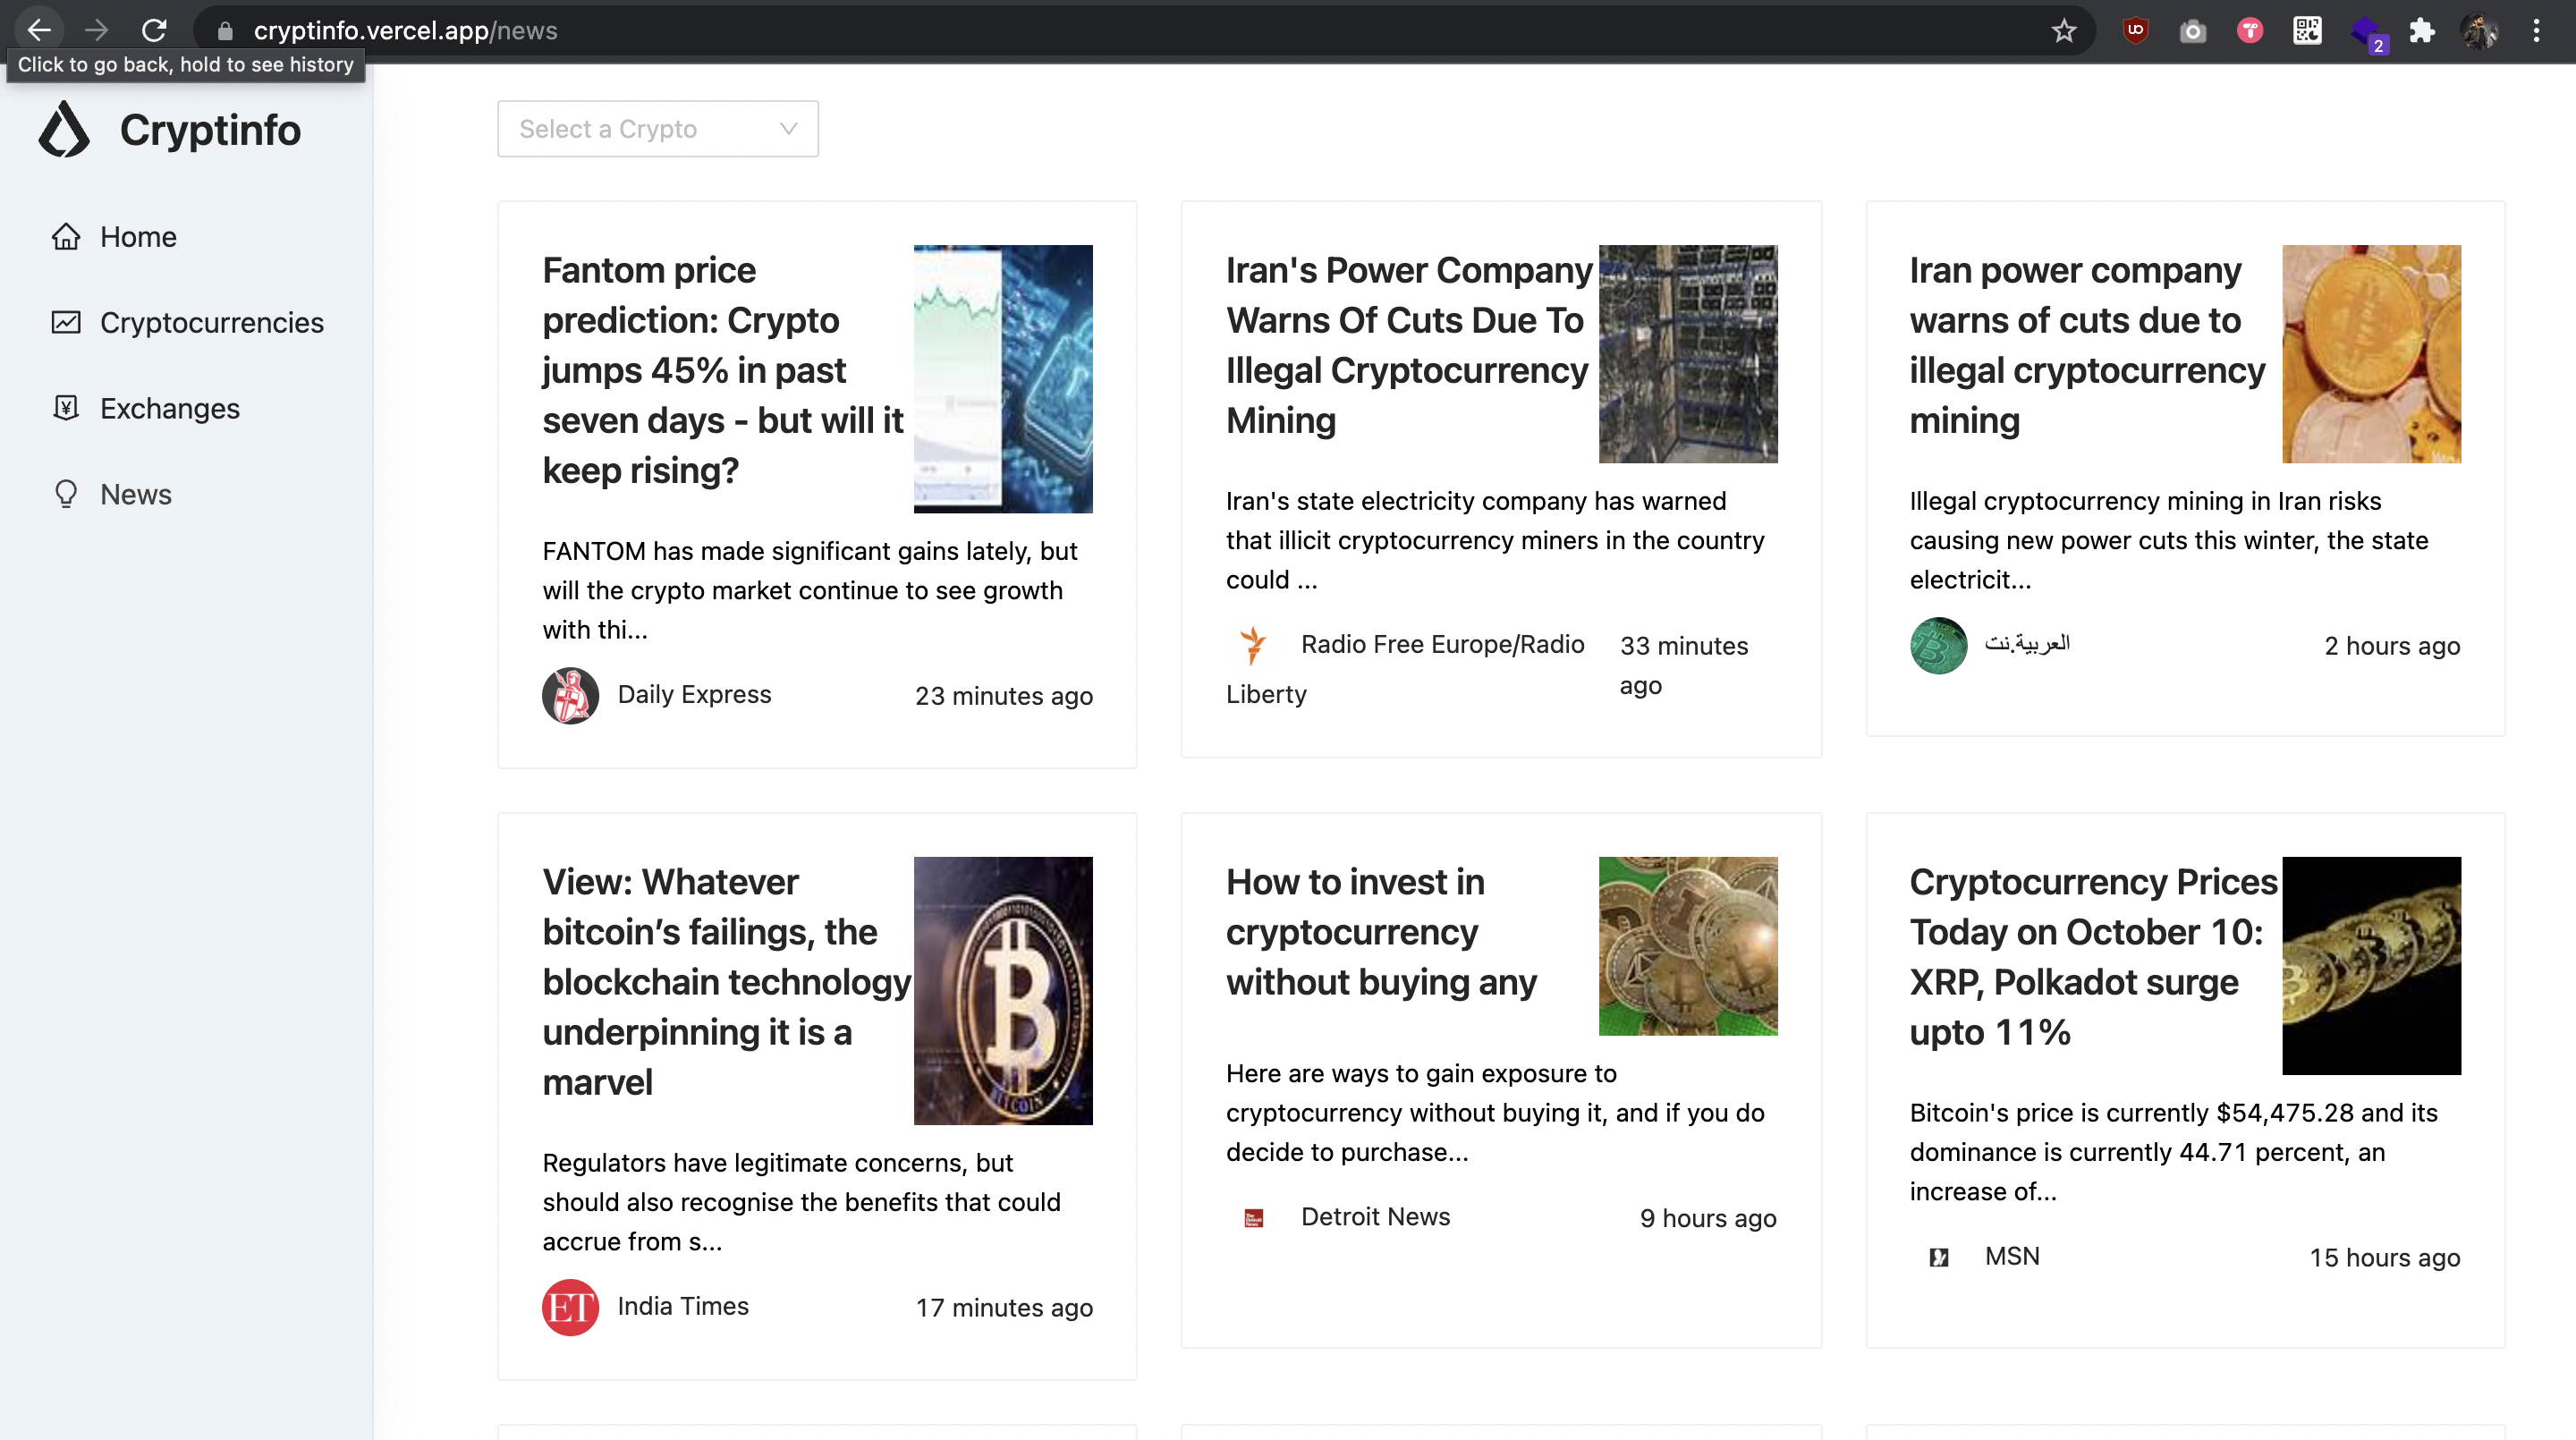 cryptinfo.vercel.app/news
2
Click to go back, hold to see history
Cryptinfo
Home
Cryptocurrencies
Exchanges
News
Select a Crypto
Fantom price
prediction: Crypto
jumps 45% in past
seven days - but will it
keep rising?
FANTOM has made significant gains lately, but
will the crypto market continue to see growth
with thi...
Daily Express
23 minutes ago
Iran's Power Company
Warns Of Cuts Due To
Illegal Cryptocurrency
Mining
Iran's state electricity company has warned
that illicit cryptocurrency miners in the country
could ...
Radio Free Europe/Radio
Liberty
33 minutes
ago
Iran power company
warns of cuts due to
illegal cryptocurrency
mining
Illegal cryptocurrency mining in Iran risks
causing new power cuts this winter, the state
electricit...
العربية.نت
2 hours ago
View: Whatever
bitcoin’s failings, the
blockchain technology
underpinning it is a
marvel
BITCOIN
Regulators have legitimate concerns, but
should also recognise the benefits that could
accrue from s...
ET
India Times
17 minutes ago
How to invest in
cryptocurrency
without buying any
Here are ways to gain exposure to
cryptocurrency without buying it, and if you do
decide to purchase...
Detroit News
9 hours ago
Cryptocurrency Prices
Today on October 10:
XRP, Polkadot surge
upto 11%
Bitcoin's price is currently $54,475.28 and its
dominance is currently 44.71 percent, an
increase of...
MSN
15 hours ago